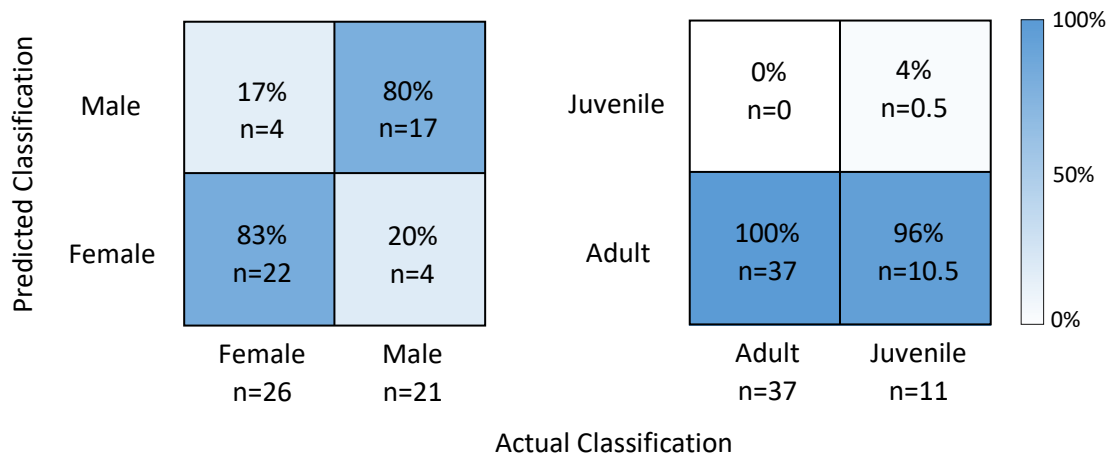 Predicted Classification
Male
17%
n=4
80%
n=17
Female
83%
n=22
20%
n=4
Female
n=26
Male
n=21
Juvenile
0%
n=0
4%
n=0.5
Adult
100%
n=37
96%
n=10.5
Adult
n=37
Juvenile
n=11
100%
50%
0%
Actual Classification